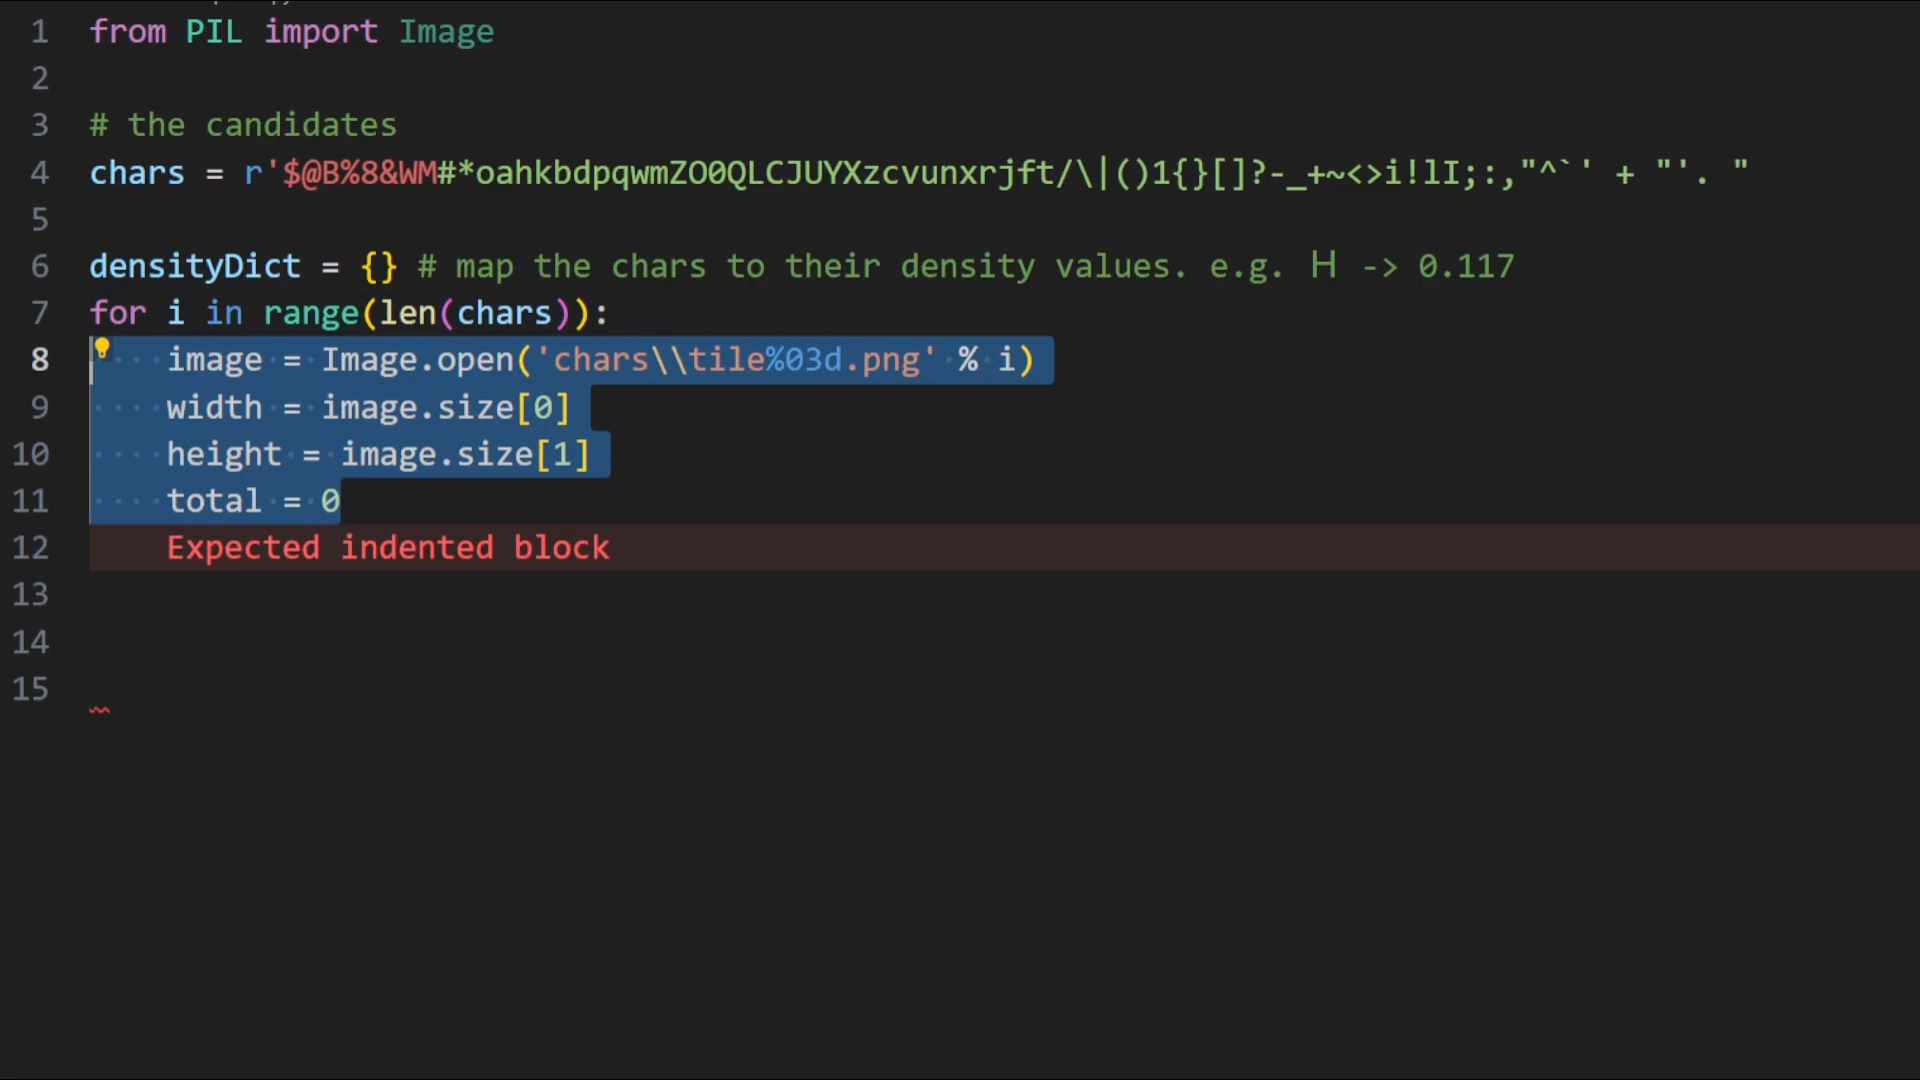 1 from PIL import Image
2
3 # the candidates
4 chars = r'$@B%8&WM#*oahkbdpqwmZO0QLCJUYXzcvunxrjft/\|()1{}[]?-_+~<>i!lI;:,"^`' + "'. "
5
6 densityDict = {} # map the chars to their density values. e.g. H -> 0.117
7 for i in range(len(chars)):
8     image = Image.open('chars\\tile%03d.png' % i)
9     width = image.size[0]
10     height = image.size[1]
11     total = 0
12     Expected indented block
13
14
15